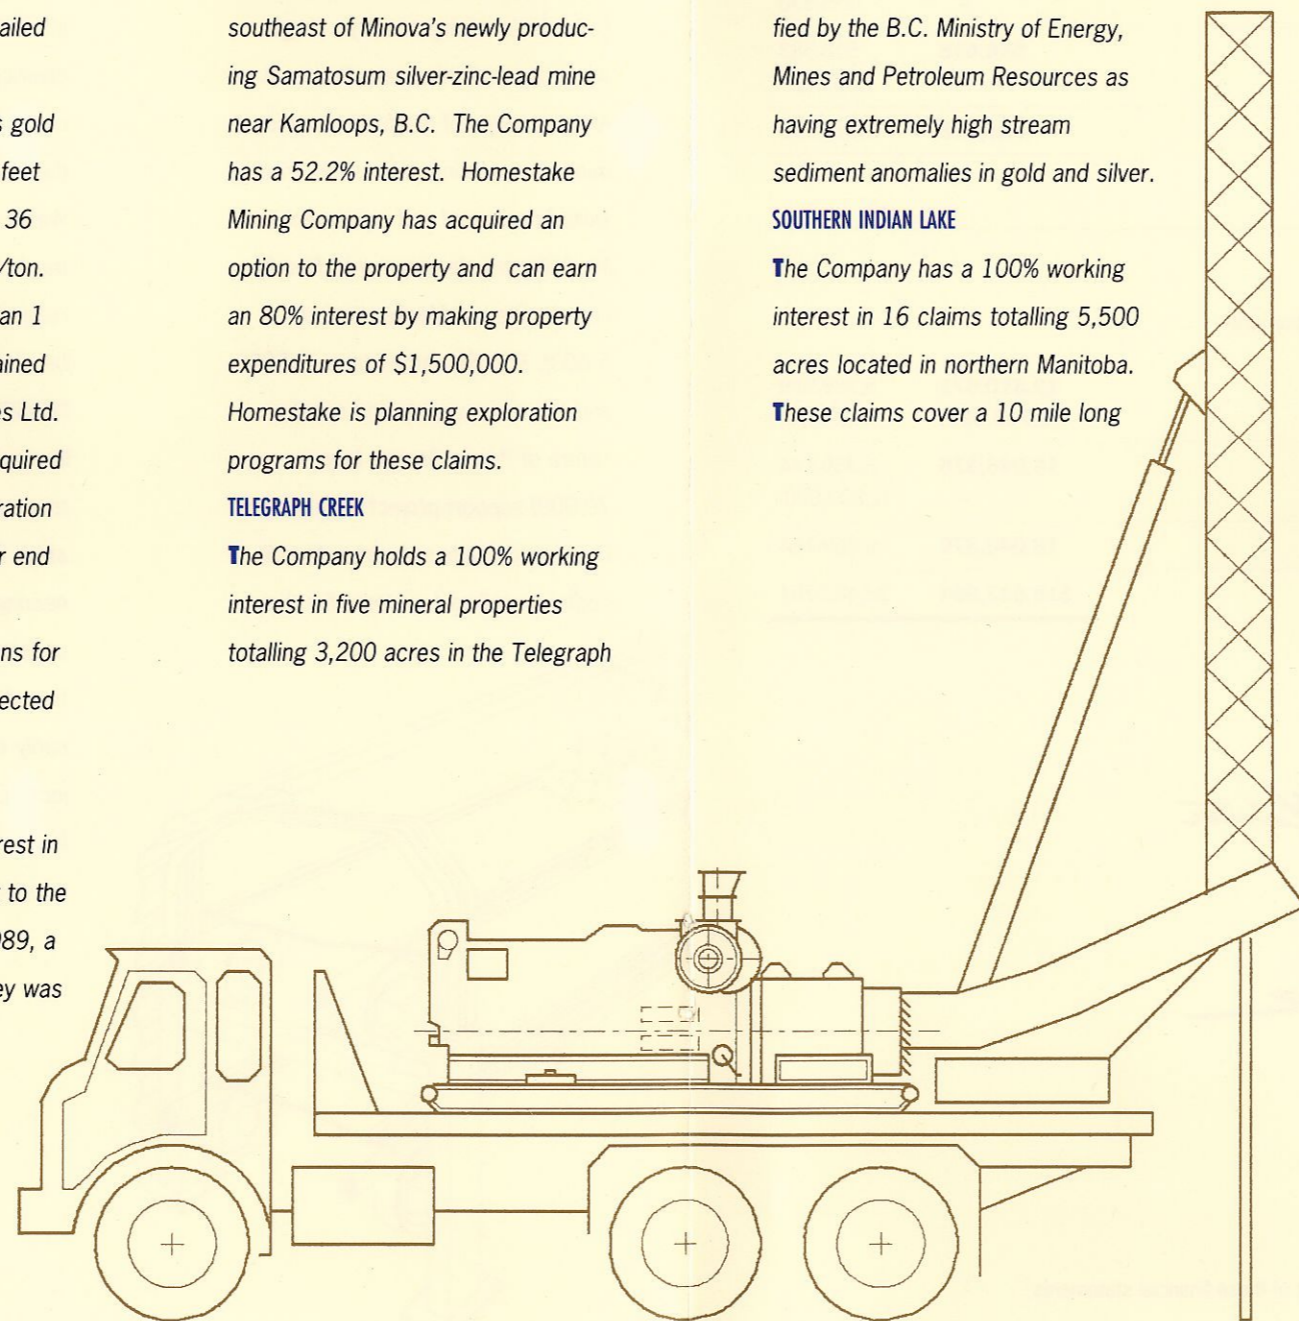 ailed
s gold
feet
36
/ton.
an 1
ained
es Ltd.
quired
ration
r end
ns for
ected
rest in
to the
989, a
ey was
southeast of Minova's newly produc-
ing Samatosum silver-zinc-lead mine
near Kamloops, B.C. The Company
has a 52.2% interest. Homestake
Mining Company has acquired an
option to the property and can earn
an 80% interest by making property
expenditures of $1,500,000.
Homestake is planning exploration
programs for these claims.
TELEGRAPH CREEK
The Company holds a 100% working
interest in five mineral properties
totalling 3,200 acres in the Telegraph
fied by the B.C. Ministry of Energy,
Mines and Petroleum Resources as
having extremely high stream
sediment anomalies in gold and silver.
SOUTHERN INDIAN LAKE
The Company has a 100% working
interest in 16 claims totalling 5,500
acres located in northern Manitoba.
These claims cover a 10 mile long